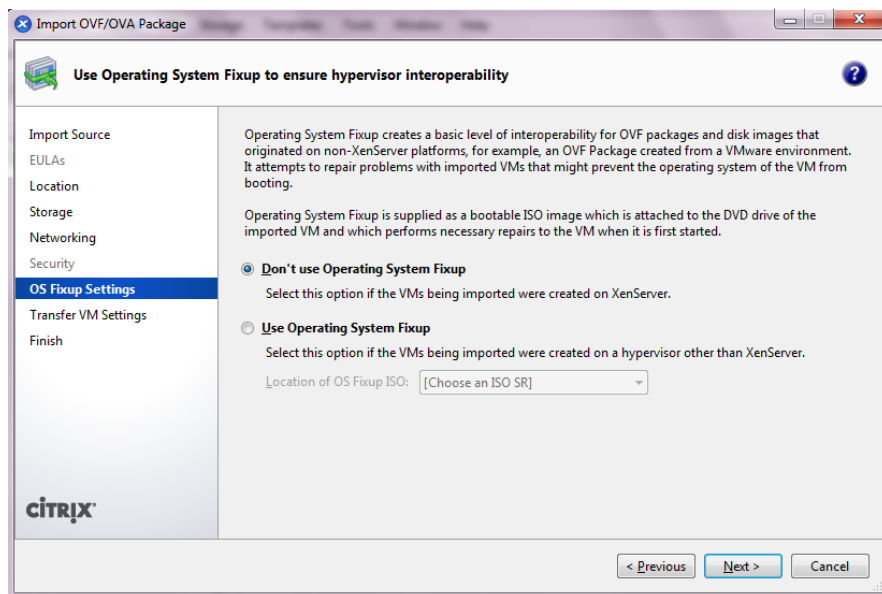 Import OVF/OVA Package
Storage Templates Tools Window Help
Use Operating System Fixup to ensure hypervisor interoperability
?
Import Source
EULAs
Location
Storage
Networking
Security
OS Fixup Settings
Transfer VM Settings
Finish
Operating System Fixup creates a basic level of interoperability for OVF packages and disk images that
originated on non-XenServer platforms, for example, an OVF Package created from a VMware environment.
It attempts to repair problems with imported VMs that might prevent the operating system of the VM from
booting.
Operating System Fixup is supplied as a bootable ISO image which is attached to the DVD drive of the
imported VM and which performs necessary repairs to the VM when it is first started.
Don't use Operating System Fixup
Select this option if the VMs being imported were created on XenServer.
Use Operating System Fixup
Select this option if the VMs being imported were created on a hypervisor other than XenServer.
Location of OS Fixup ISO: [Choose an ISO SR]
CITRIX
< Previous Next > Cancel